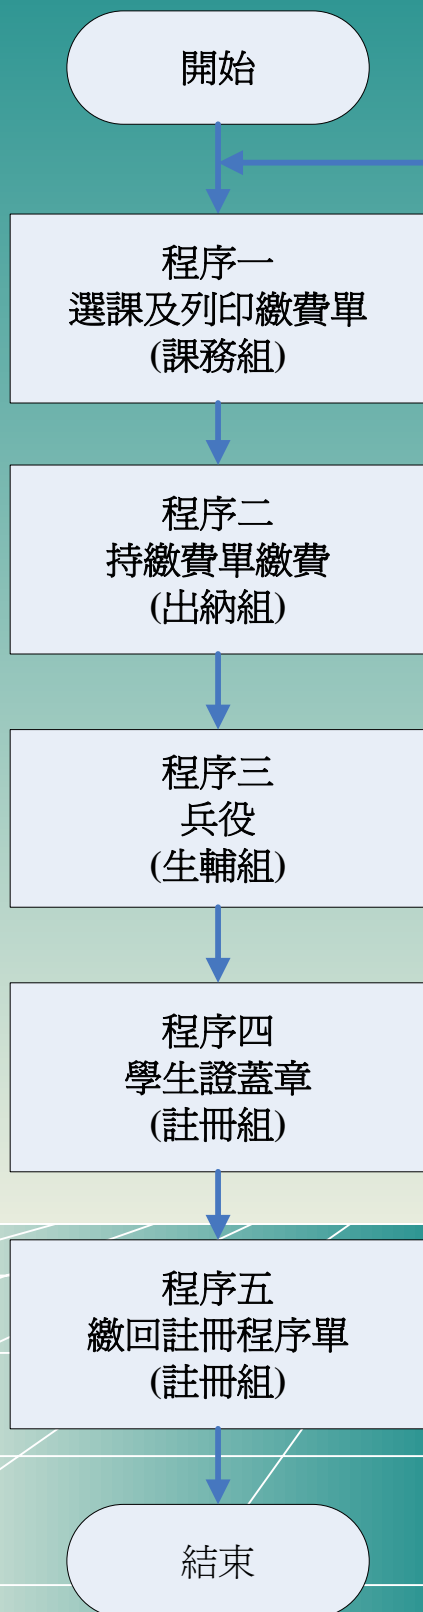 開始
程序一
選課及列印繳費單
(課務組)
程序二
持繳費單繳費
(出納組)
程序三
兵役
(生輔組)
程序四
學生證蓋章
(註冊組)
程序五
繳回註冊程序單
(註冊組)
結束